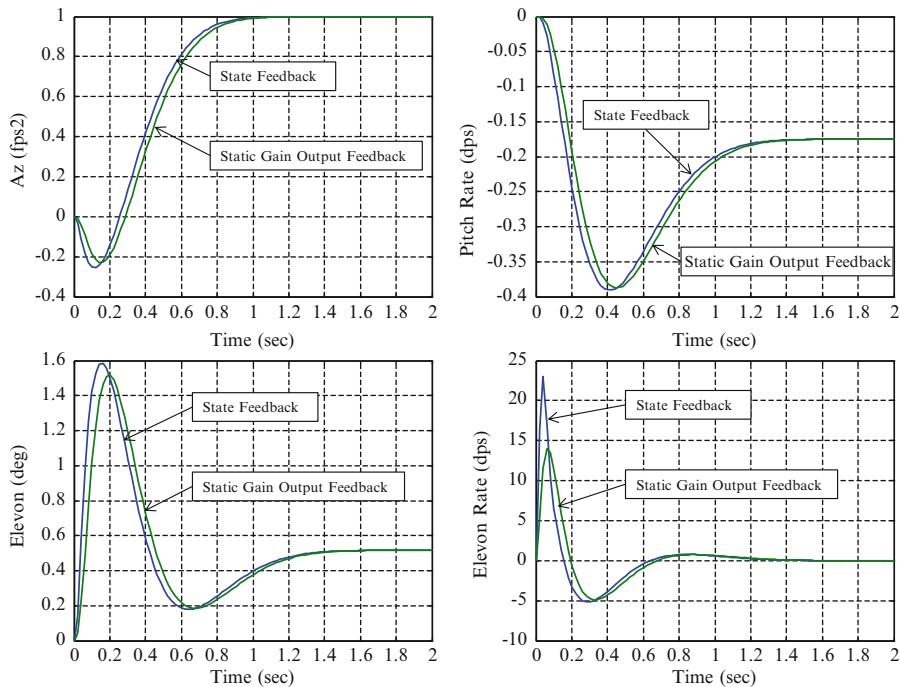 1
0.8
0.6
0.4
0.2
0
-0.2
-0.4
Az (fps2)
State Feedback
Static Gain Output Feedback
0 0.2 0.4 0.6 0.8 1 1.2 1.4 1.6 1.8 2
Time (sec)
0
-0.05
-0.1
-0.15
-0.2
-0.25
-0.3
-0.35
-0.4
Pitch Rate (dps)
State Feedback
Static Gain Output Feedback
0 0.2 0.4 0.6 0.8 1 1.2 1.4 1.6 1.8 2
Time (sec)
1.6
1.4
1.2
1
0.8
0.6
0.4
0.2
0
Elevon (deg)
State Feedback
Static Gain Output Feedback
0 0.2 0.4 0.6 0.8 1 1.2 1.4 1.6 1.8 2
Time (sec)
25
20
15
10
5
0
-5
-10
Elevon Rate (dps)
State Feedback
Static Gain Output Feedback
0 0.2 0.4 0.6 0.8 1 1.2 1.4 1.6 1.8 2
Time (sec)